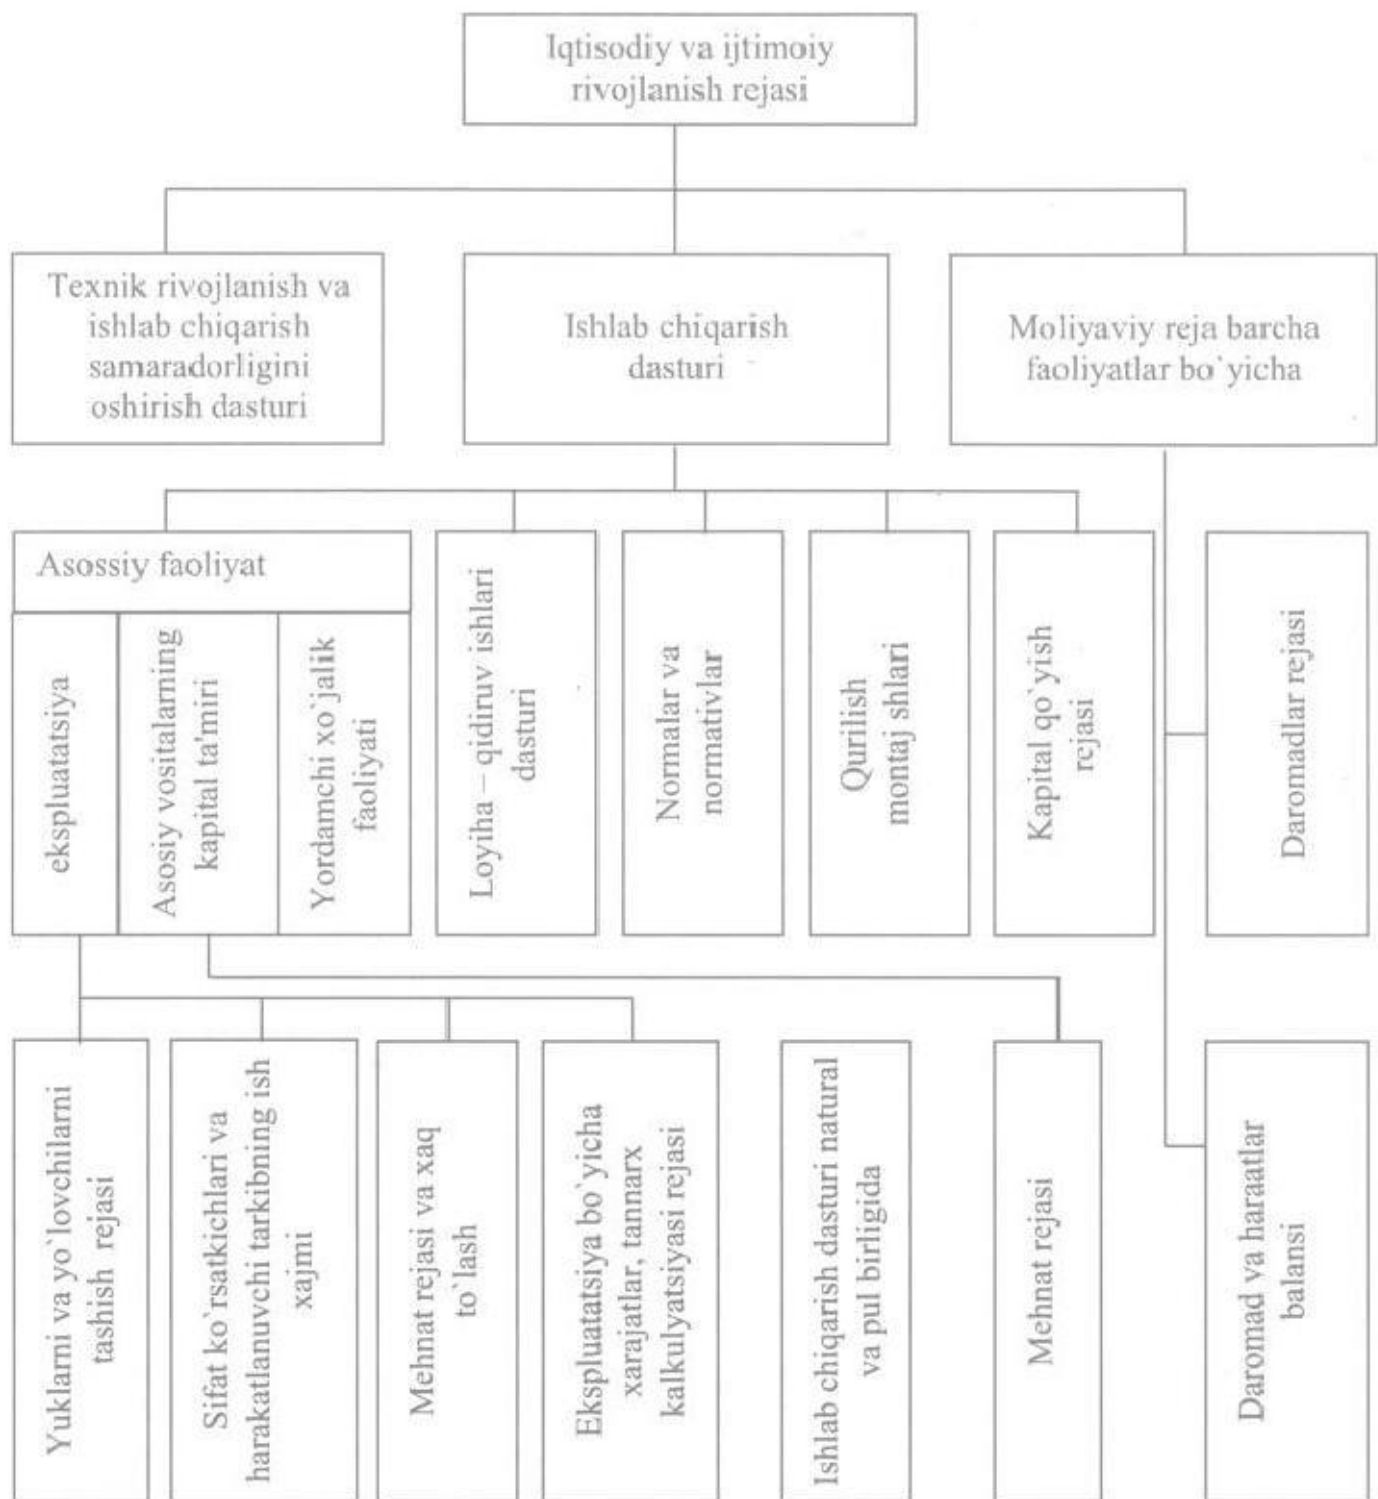 Iqtisodiy va ijtimoiy
rivojlanish rejasi
Texnik rivojlanish va
ishlab chiqarish
samaradorligini
oshirish dasturi
Ishlab chiqarish
dasturi
Moliyaviy reja barcha
faoliyatlar bo`yicha
Asossiy faoliyat
ekspluatatsiya
Asosiy vositalarning
kapital ta'miri
Yordamchi xo`jalik
faoliyati
Loyiha – qidiruv ishlari
dasturi
Normalar va
normativlar
Qurilish
montaj shlari
Kapital qo`yish
rejasi
Daromadlar rejasi
Yuklarni va yo`lovchilarni
tashish rejasi
Sifat ko`rsatkichlari va
harakatlanuvchi tarkibning ish
xajmi
Mehnat rejasi va xaq
to`lash
Ekspluatatsiya bo`yicha
xarajatlar, tannarx
kalkulyatsiyasi rejasi
Ishlab chiqarish dasturi natural
va pul birligida
Mehnat rejasi
Daromad va haraatlar
balansi